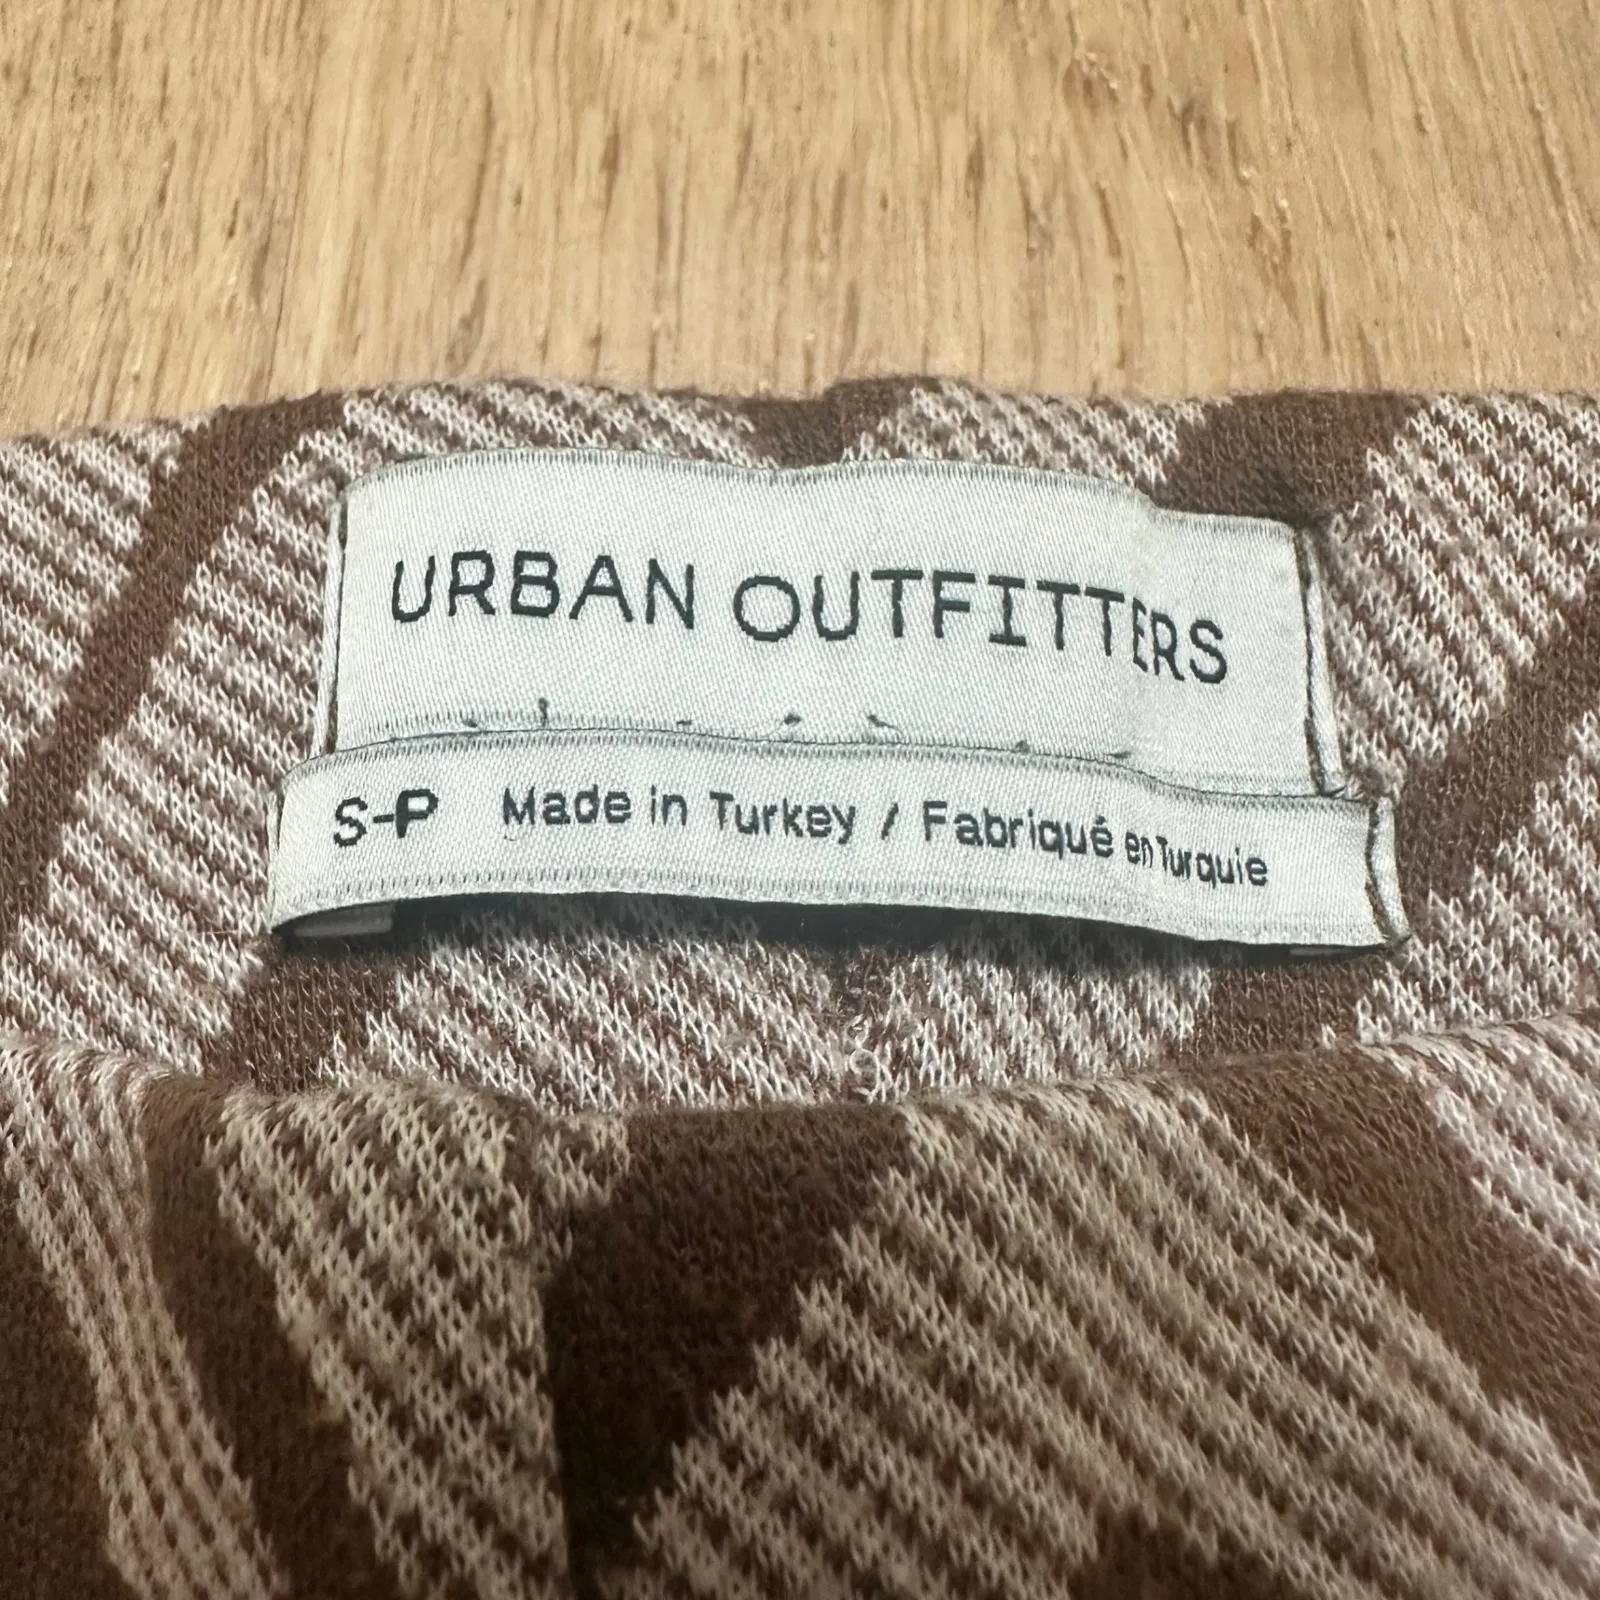 URBAN OUTFITTERS
S-P Made in Turkey / Fabriqué en Turquie